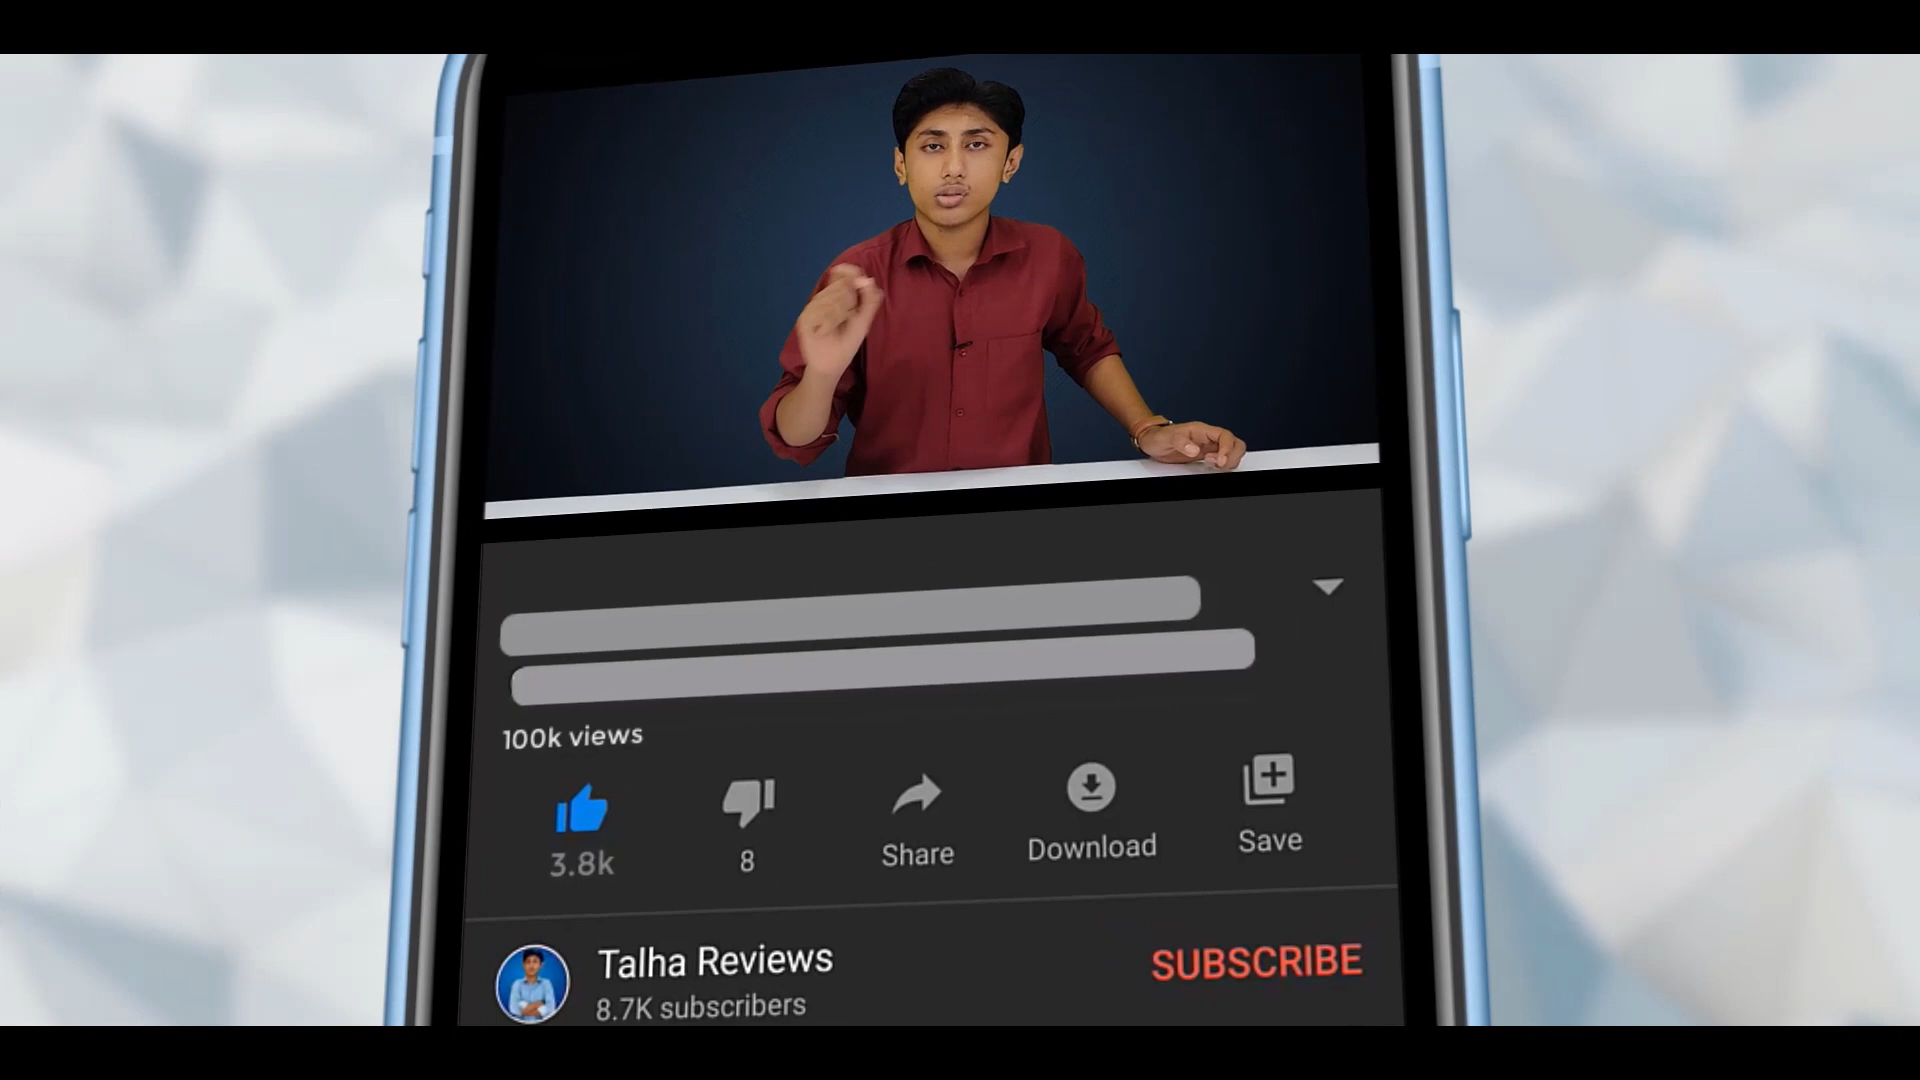 100k views
3.8k
8
Share
Download
Save
Talha Reviews
SUBSCRIBE
8.7K subscribers